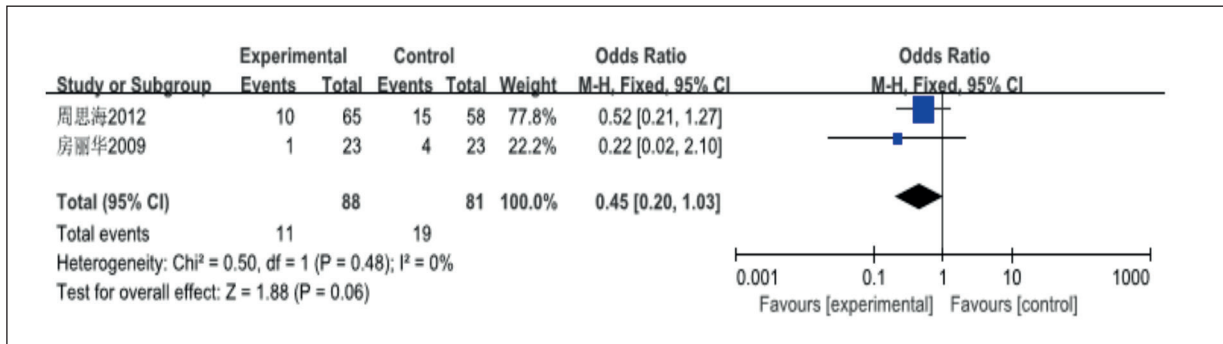 Experimental Control Odds Ratio Odds Ratio
Study or Subgroup Events Total Events Total Weight M-H, Fixed, 95% CI M-H, Fixed, 95% CI
周思海2012 10 65 15 58 77.8% 0.52 [0.21, 1.27]
房丽华2009 1 23 4 23 22.2% 0.22 [0.02, 2.10]
Total (95% CI) 88 81 100.0% 0.45 [0.20, 1.03]
Total events 11 19
Heterogeneity: Chi² = 0.50, df = 1 (P = 0.48); I² = 0%
Test for overall effect: Z = 1.88 (P = 0.06)
0.001 0.1 1 10 1000
Favours [experimental] Favours [control]